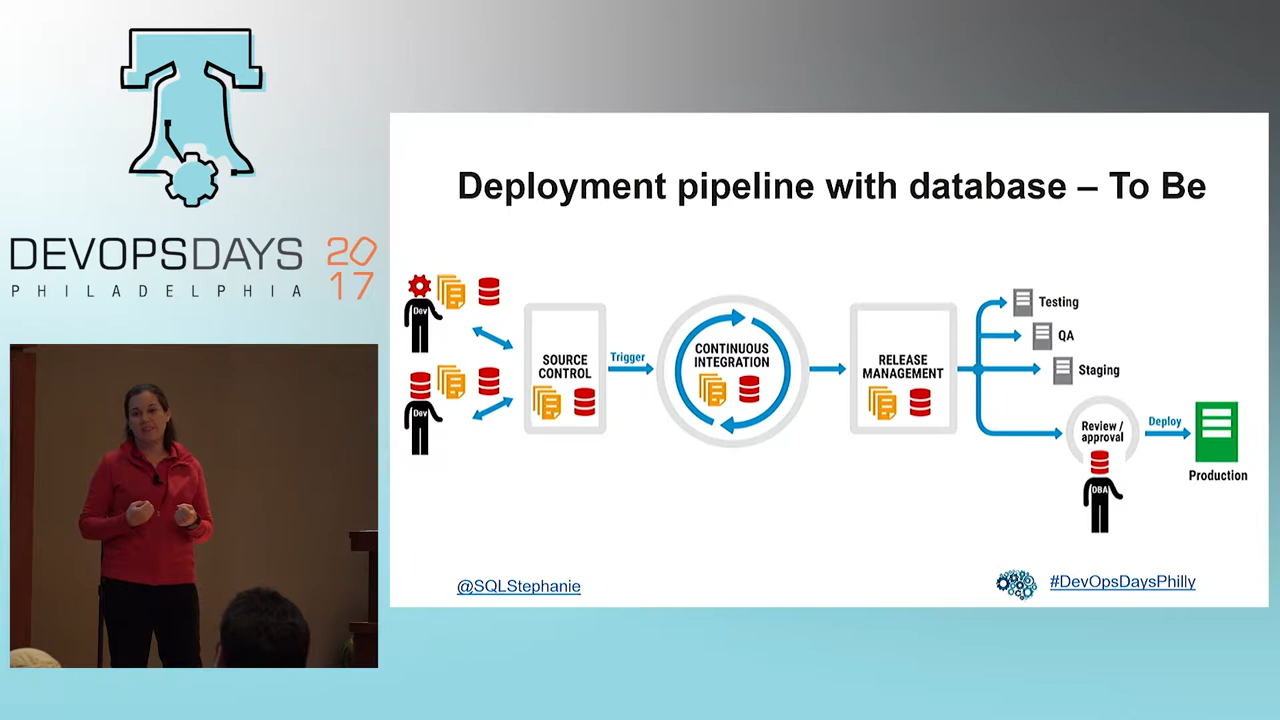 DEVOPSDAYS 2017
PHILADELPHIA
Deployment pipeline with database – To Be
Dev
Dev
SOURCE
CONTROL
Trigger
CONTINUOUS
INTEGRATION
RELEASE
MANAGEMENT
Testing
QA
Staging
Review /
approval
DBA
Deploy
Production
@SQLStephanie
#DevOpsDaysPhilly